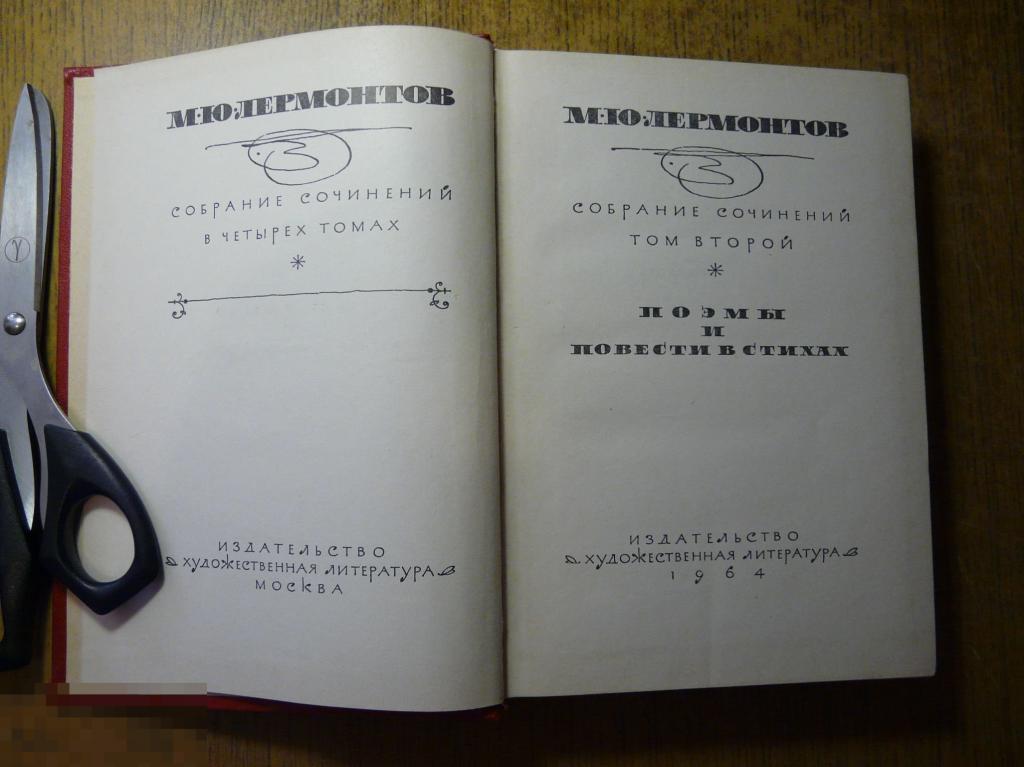 М·Ю·ЛЕРМОНТОВ
СОБРАНИЕ СОЧИНЕНИЙ
В ЧЕТЫРЕХ ТОМАХ
ИЗДАТЕЛЬСТВО
ХУДОЖЕСТВЕННАЯ ЛИТЕРАТУРА
МОСКВА
М·Ю·ЛЕРМОНТОВ
СОБРАНИЕ СОЧИНЕНИЙ
ТОМ ВТОРОЙ
ПОЭМЫ
И
ПОВЕСТИ В СТИХАХ
ИЗДАТЕЛЬСТВО
ХУДОЖЕСТВЕННАЯ ЛИТЕРАТУРА
1964